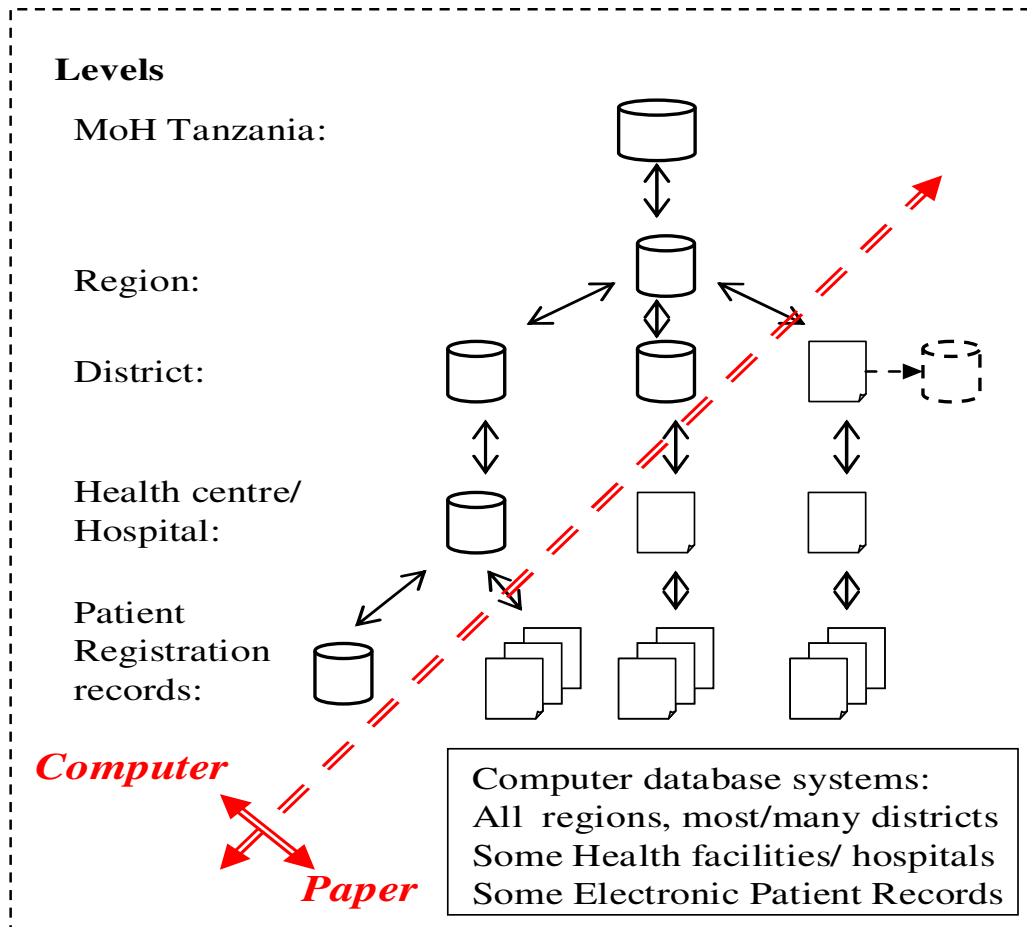 Levels
MoH Tanzania:
Region:
District:
Health centre/
Hospital:
Patient
Registration
records:
Computer
Paper
Computer database systems:
All regions, most/many districts
Some Health facilities/ hospitals
Some Electronic Patient Records